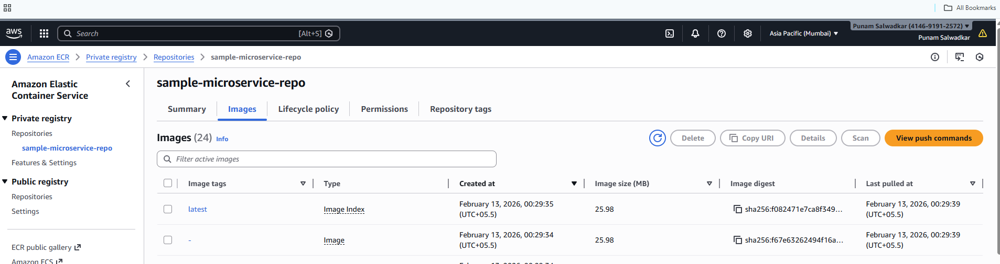 All Bookmarks
aws
Search
[Alt+S]
Asia Pacific (Mumbai)
Punam Salwadkar (4146-9191-2572)
Punam Salwadkar
Amazon ECR
Private registry
Repositories
sample-microservice-repo
Amazon Elastic
Container Service
Private registry
Repositories
sample-microservice-repo
Features & Settings
Public registry
Repositories
Settings
ECR public gallery
Amazon ECS
sample-microservice-repo
Summary
Images
Lifecycle policy
Permissions
Repository tags
Images (24) Info
Delete
Copy URI
Details
Scan
View push commands
Filter active images
Image tags
Type
Created at
Image size (MB)
Image digest
Last pulled at
latest
Image Index
February 13, 2026, 00:29:35
(UTC+05.5)
25.98
sha256:f082471e7ca8f349...
February 13, 2026, 00:29:39
(UTC+05.5)
-
Image
February 13, 2026, 00:29:34
(UTC+05.5)
25.98
sha256:f67e63262494f16a...
February 13, 2026, 00:29:39
(UTC+05.5)